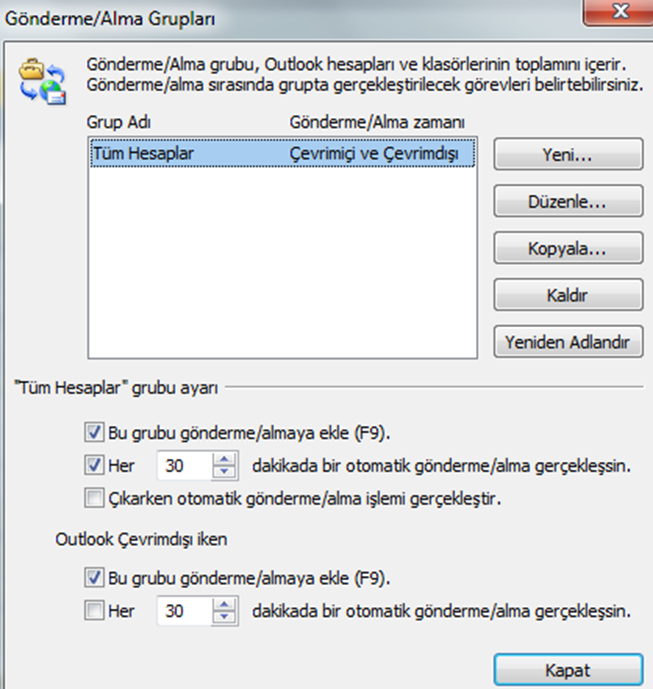 Gönderme/Alma Grupları
Gönderme/Alma grubu, Outlook hesapları ve klasörlerinin toplamını içerir.
Gönderme/alma sırasında grupta gerçekleştirilecek görevleri belirtebilirsiniz.
Grup Adı Gönderme/Alma zamanı
Tüm Hesaplar Çevrimiçi ve Çevrimdışı
Yeni...
Düzenle...
Kopyala...
Kaldır
Yeniden Adlandır
"Tüm Hesaplar" grubu ayarı
Bu grubu gönderme/almaya ekle (F9).
Her 30 dakikada bir otomatik gönderme/alma gerçekleşsin.
Çıkarken otomatik gönderme/alma işlemi gerçekleştir.
Outlook Çevrimdışı iken
Bu grubu gönderme/almaya ekle (F9).
Her 30 dakikada bir otomatik gönderme/alma gerçekleşsin.
Kapat